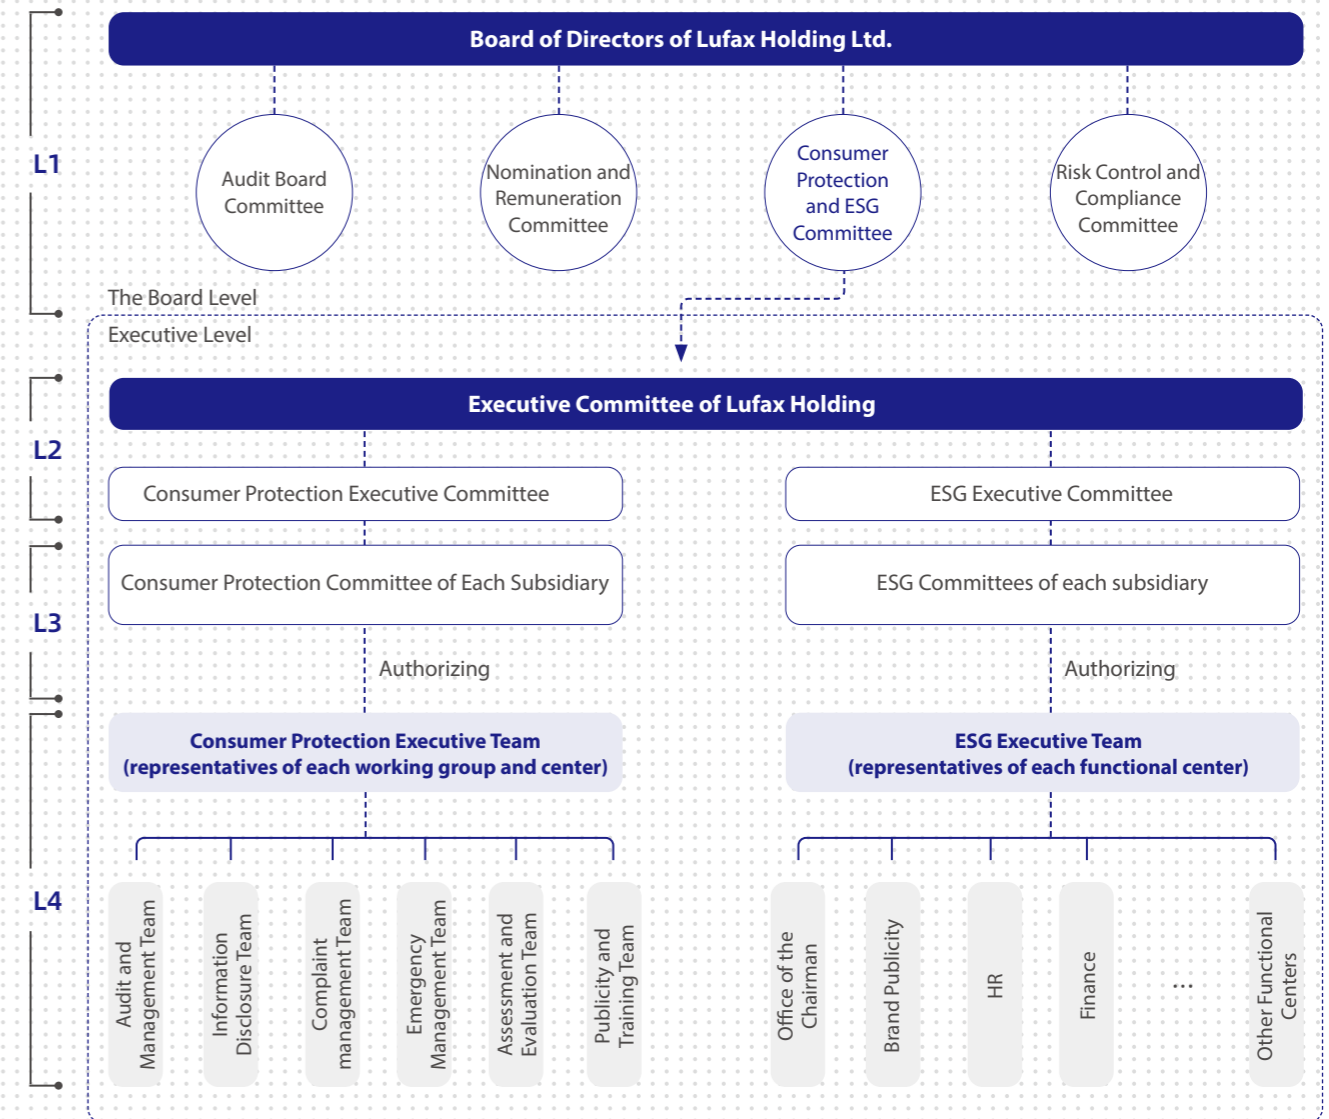 Board of Directors of Lufax Holding Ltd.
L1
Audit Board
Committee
Nomination and
Remuneration
Committee
Consumer
Protection
and ESG
Committee
Risk Control and
Compliance
Committee
The Board Level
Executive Level
L2
Executive Committee of Lufax Holding
Consumer Protection Executive Committee
ESG Executive Committee
L3
Consumer Protection Committee of Each Subsidiary
ESG Committees of each subsidiary
Authorizing
Authorizing
L4
Consumer Protection Executive Team
(representatives of each working group and center)
ESG Executive Team
(representatives of each functional center)
Audit and
Management Team
Information
Disclosure Team
Complaint
management Team
Emergency
Management Team
Assessment and
Evaluation Team
Publicity and
Training Team
Office of the
Chairman
Brand Publicity
HR
Finance
...
Other Functional
Centers